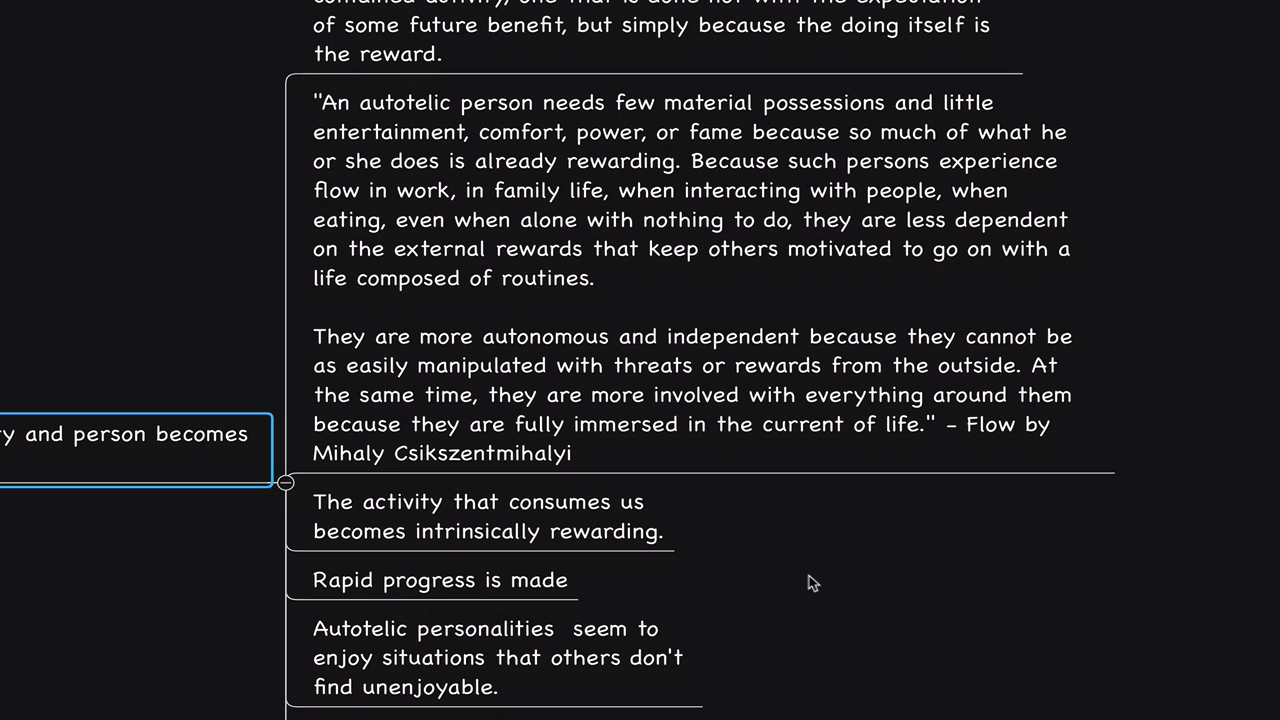 of some future benefit, but simply because the doing itself is
the reward.
"An autotelic person needs few material possessions and little
entertainment, comfort, power, or fame because so much of what he
or she does is already rewarding. Because such persons experience
flow in work, in family life, when interacting with people, when
eating, even when alone with nothing to do, they are less dependent
on the external rewards that keep others motivated to go on with a
life composed of routines.
They are more autonomous and independent because they cannot be
as easily manipulated with threats or rewards from the outside. At
the same time, they are more involved with everything around them
because they are fully immersed in the current of life." - Flow by
Mihaly Csikszentmihalyi
and person becomes
The activity that consumes us
becomes intrinsically rewarding.
Rapid progress is made
Autotelic personalities  seem to
enjoy situations that others don't
find unenjoyable.